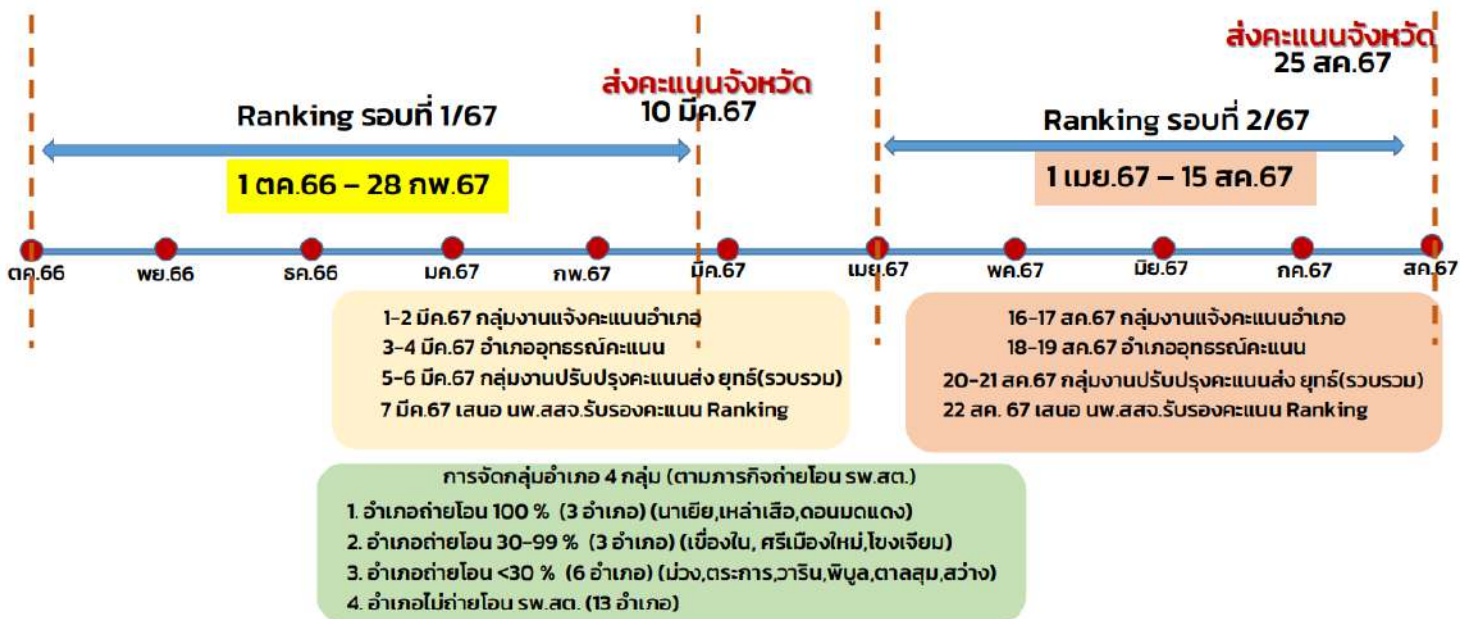 ส่งคะแนนจังหวัด
25 สค.67
ส่งคะแนนจังหวัด
10 มีค.67
Ranking รอบที่ 1/67
Ranking รอบที่ 2/67
1 ตค.66 – 28 กพ.67
1 เมย.67 – 15 สค.67
ตค.66 พย.66 ธค.66 มค.67 กพ.67 มีค.67 เมย.67 พค.67 มิย.67 กค.67 สค.67
1-2 มีค.67 กลุ่มงานแจ้งคะแนนอำเภอ
3-4 มีค.67 อำเภออุทธรณ์คะแนน
5-6 มีค.67 กลุ่มงานปรับปรุงคะแนนส่ง ยุทธ์(รวบรวม)
7 มีค.67 เสนอ นพ.สสจ.รับรองคะแนน Ranking
16-17 สค.67 กลุ่มงานแจ้งคะแนนอำเภอ
18-19 สค.67 อำเภออุทธรณ์คะแนน
20-21 สค.67 กลุ่มงานปรับปรุงคะแนนส่ง ยุทธ์(รวบรวม)
22 สค. 67 เสนอ นพ.สสจ.รับรองคะแนน Ranking
การจัดกลุ่มอำเภอ 4 กลุ่ม (ตามภารกิจถ่ายโอน รพ.สต.)
1. อำเภอถ่ายโอน 100 % (3 อำเภอ) (นาเยีย,เหล่าเสือ,ดอนมดแดง)
2. อำเภอถ่ายโอน 30-99 % (3 อำเภอ) (เขื่องใน, ศรีเมืองใหม่,โขงเจียม)
3. อำเภอถ่ายโอน <30 % (6 อำเภอ) (ม่วง,ตระการ,วาริน,พิบูล,ตาลสุม,สว่าง)
4. อำเภอไม่ถ่ายโอน รพ.สต. (13 อำเภอ)